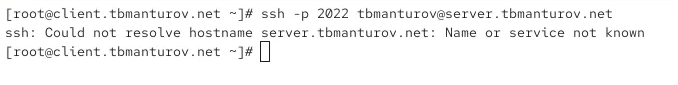 [root@client.tbmanturov.net ~]# ssh -p 2022 tbmanturov@server.tbmanturov.net
ssh: Could not resolve hostname server.tbmanturov.net: Name or service not known
[root@client.tbmanturov.net ~]#